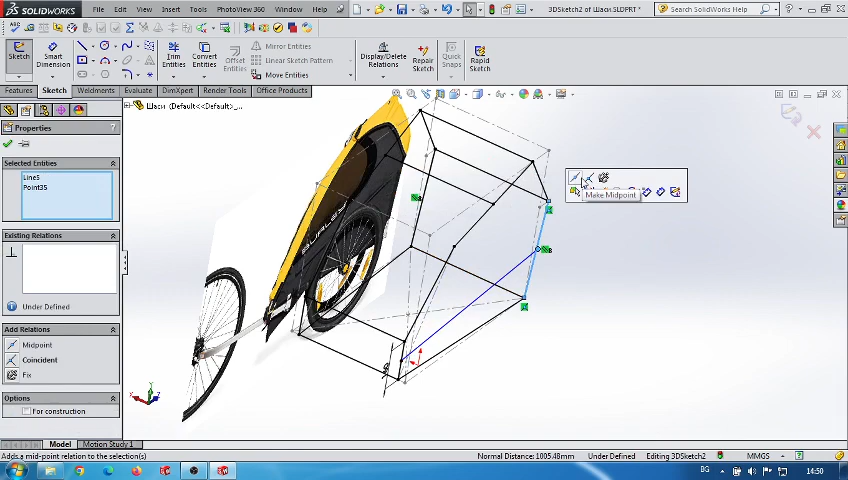 SOLIDWORKS
File Edit View Insert Tools PhotoView 360 Window Help
3DSketch2 of Шаси.SLDPRT *
Search SolidWorks Help
Sketch
Smart Dimension
Trim Entities
Convert Entities
Offset Entities
Mirror Entities
Linear Sketch Pattern
Move Entities
Display/Delete Relations
Repair Sketch
Quick Snaps
Rapid Sketch
Features Sketch Weldments Evaluate DimXpert Render Tools Office Products
Шаси (Default<<Default>_...
Properties
Selected Entities
Line5
Point35
Existing Relations
Under Defined
Add Relations
Midpoint
Coincident
Fix
Options
For construction
Make Midpoint
BURLEY
Model Motion Study 1
Adds a mid-point relation to the selection(s)
Normal Distance: 1005.48mm Under Defined Editing 3DSketch2 MMGS
BG 14:50